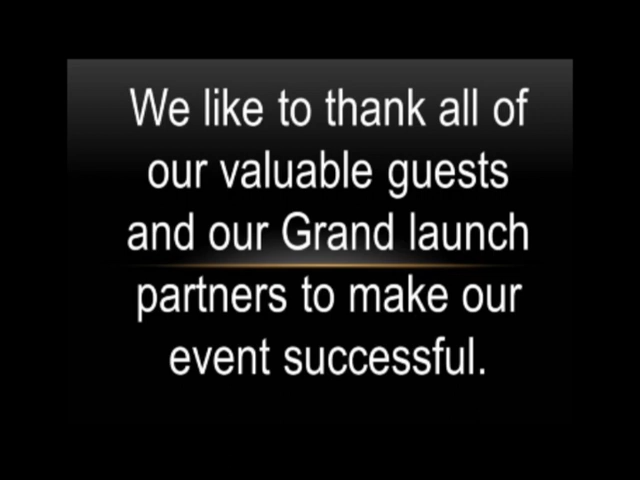 We like to thank all of
our valuable guests
and our Grand launch
partners to make our
event successful.